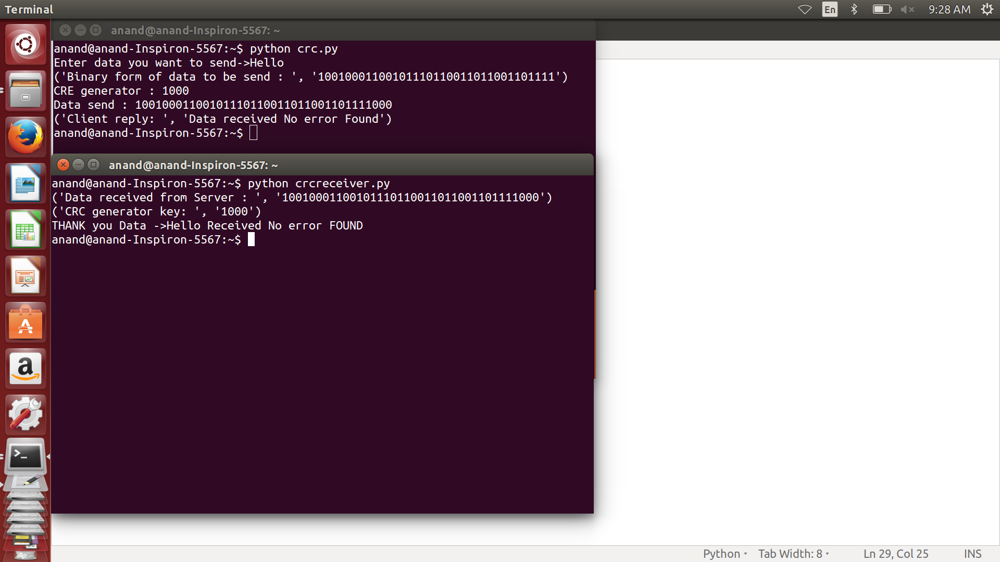 Terminal
En
9:28 AM
anand@anand-Inspiron-5567: ~
anand@anand-Inspiron-5567:~$ python crc.py
Enter data you want to send->Hello
('Binary form of data to be send : ', '10010001100101110110011011001101111')
CRE generator : 1000
Data send : 10010001100101110110011011001101111000
('Client reply: ', 'Data received No error Found')
anand@anand-Inspiron-5567:~$
anand@anand-Inspiron-5567: ~
anand@anand-Inspiron-5567:~$ python crcreceiver.py
('Data received from Server : ', '10010001100101110110011011001101111000')
('CRC generator key: ', '1000')
THANK you Data ->Hello Received No error FOUND
anand@anand-Inspiron-5567:~$
Python
Tab Width: 8
Ln 29, Col 25
INS